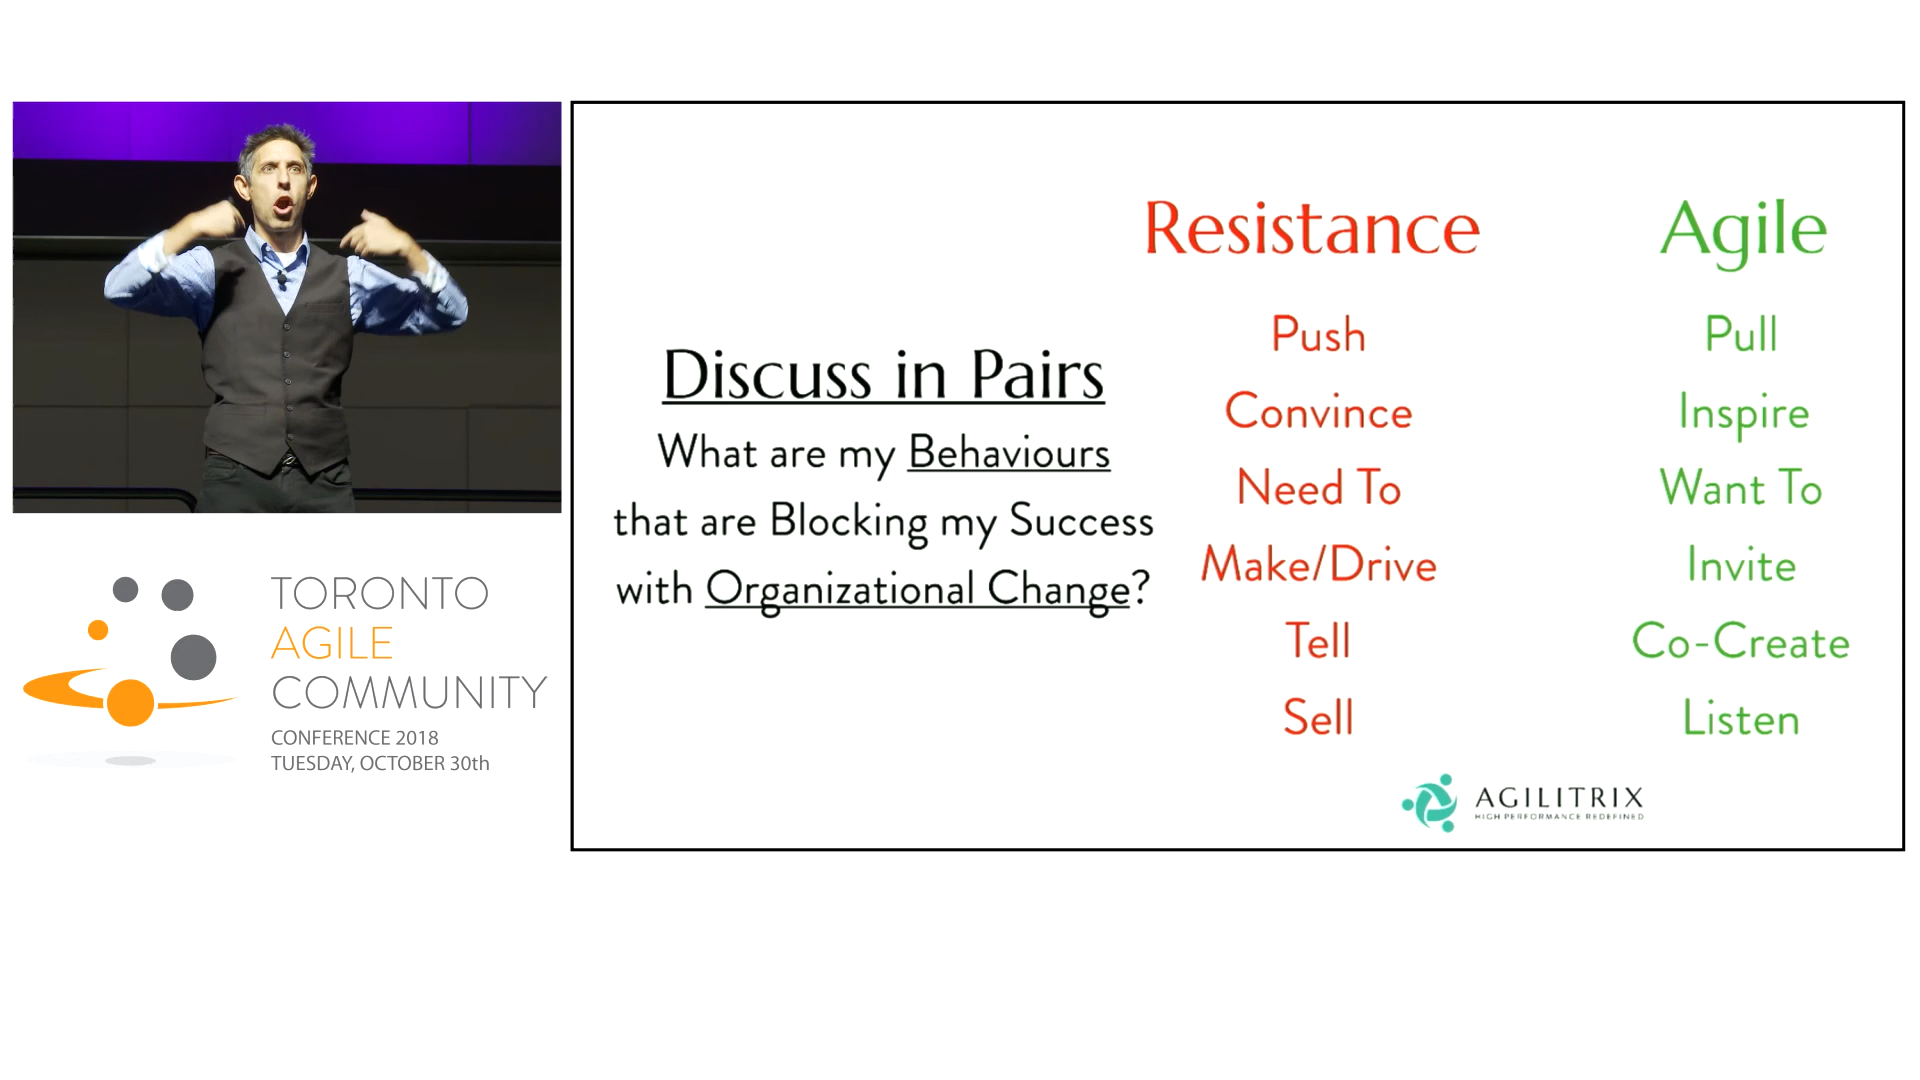 TORONTO
AGILE
COMMUNITY
CONFERENCE 2018
TUESDAY, OCTOBER 30th
Discuss in Pairs
What are my Behaviours
that are Blocking my Success
with Organizational Change?
Resistance
Push
Convince
Need To
Make/Drive
Tell
Sell
Agile
Pull
Inspire
Want To
Invite
Co-Create
Listen
AGILITRIX
HIGH PERFORMANCE REDEFINED